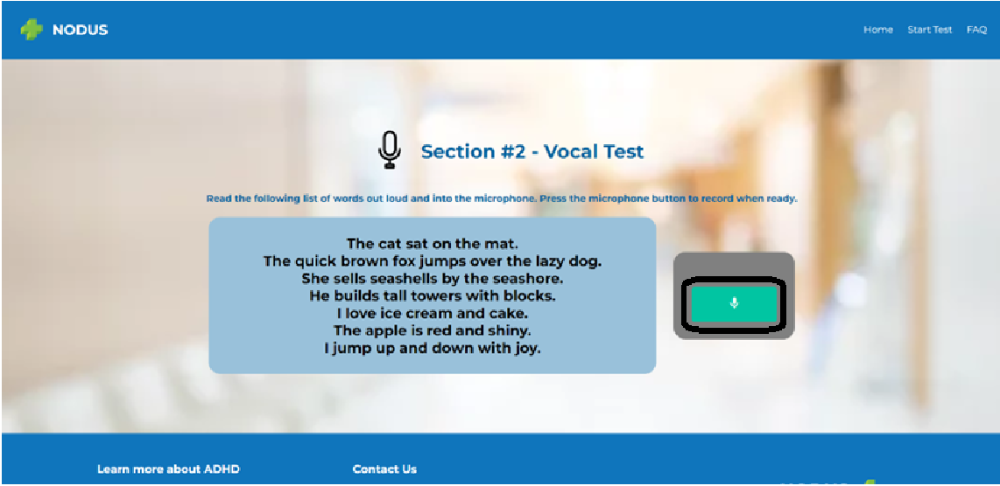 NODUS
Home Start Test FAQ
Section #2 - Vocal Test
Read the following list of words out loud and into the microphone. Press the microphone button to record when ready.
The cat sat on the mat.
The quick brown fox jumps over the lazy dog.
She sells seashells by the seashore.
He builds tall towers with blocks.
I love ice cream and cake.
The apple is red and shiny.
I jump up and down with joy.
Learn more about ADHD Contact Us